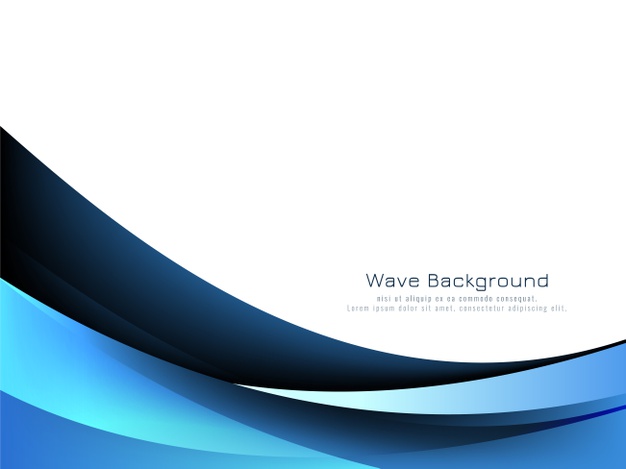 Wave Background
nisi ut aliquip ex ea commodo consequat.
Lorem ipsum dolor sit amet, consectetur adipiscing elit,